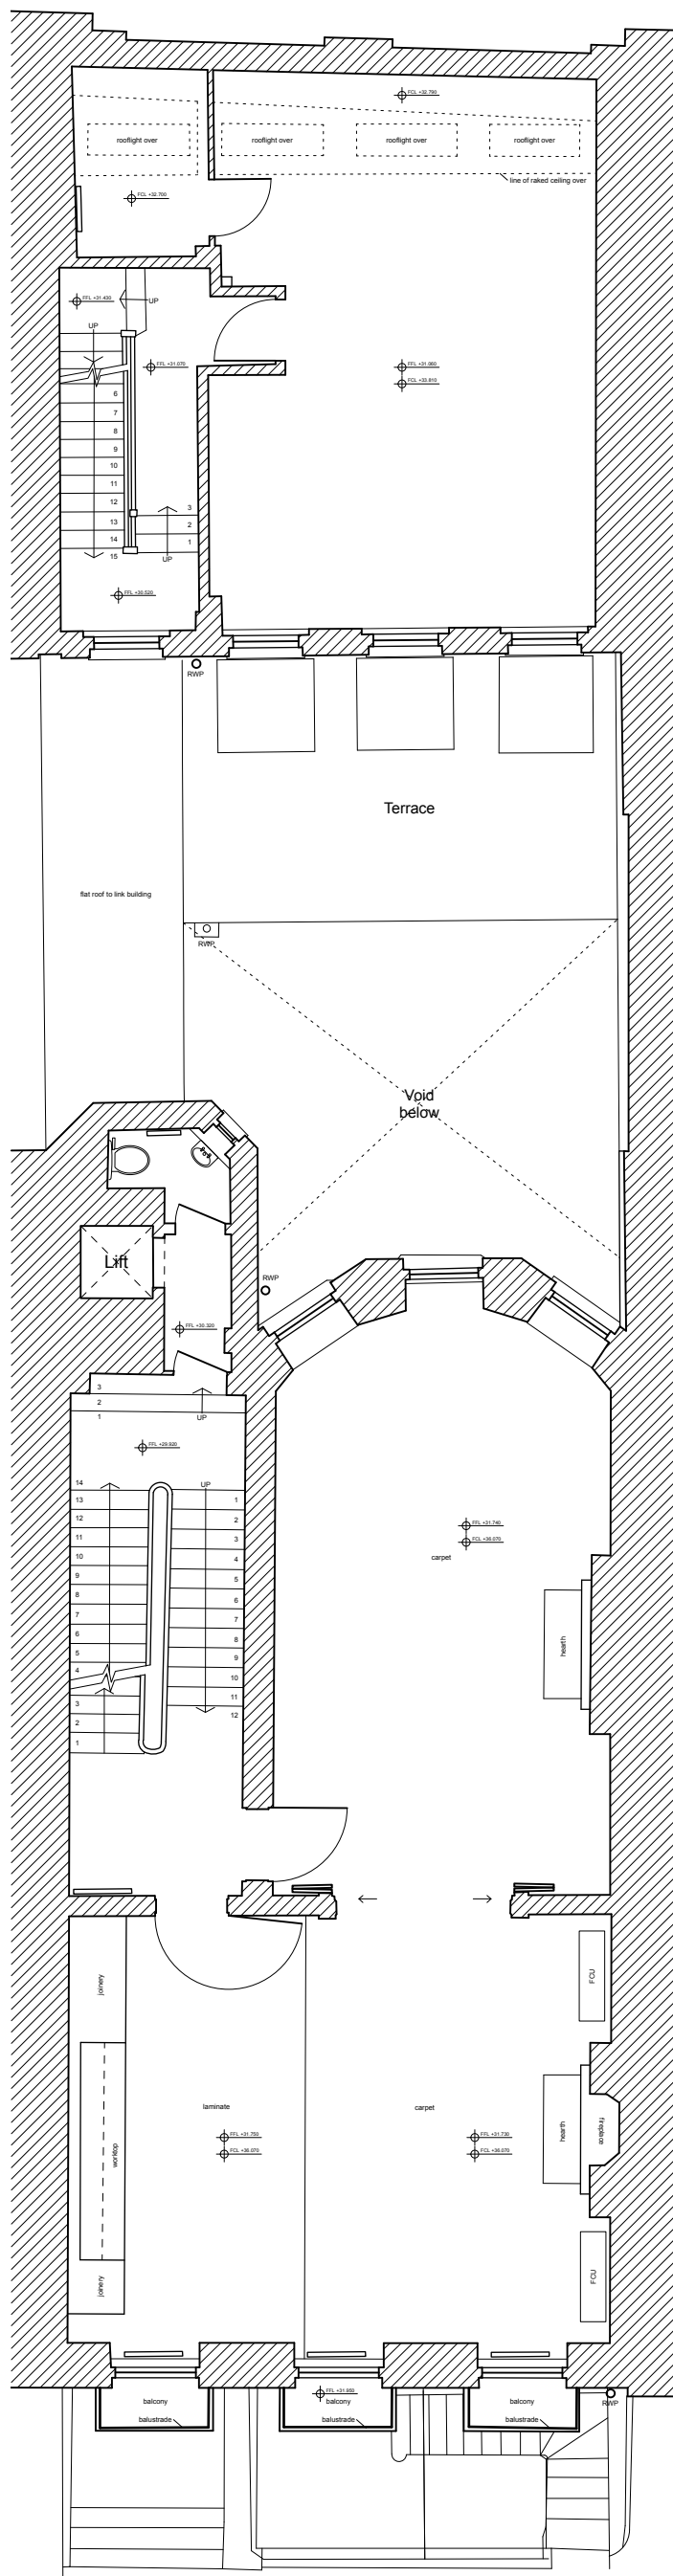 FCL +32.790
rooflight over
rooflight over
rooflight over
rooflight over
line of raked ceiling over
FCL +32.700
FFL +31.430
UP
UP
FFL +31.070
FFL +31.060
FCL +33.810
6
7
8
9
10
11
12
13
14
15
3
2
1
UP
FFL +30.520
RWP
Terrace
flat roof to link building
RWP
Void
below
Lift
RWP
FFL +30.320
3
2
1
UP
FFL +29.920
14
13
12
11
10
9
8
7
6
5
4
3
2
1
UP
1
2
3
4
5
6
7
8
9
10
11
12
FFL +31.740
FCL +36.070
carpet
hearth
joinery
FCU
laminate
carpet
worktop
hearth
fireplace
FFL +31.750
FCL +36.070
FFL +31.730
FCL +36.070
joinery
FCU
balcony
balustrade
FFL +31.930
balcony
balustrade
balcony
balustrade
RWP